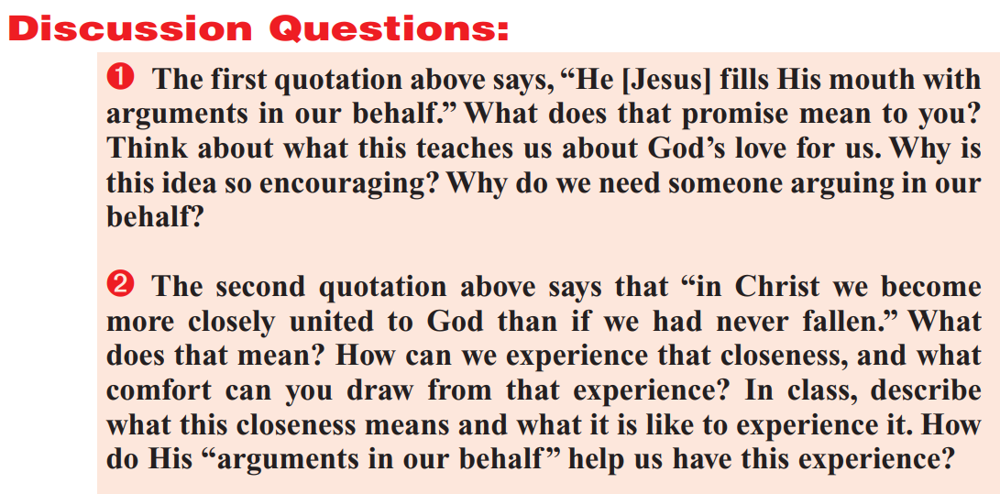 Discussion Questions:
❶ The first quotation above says, “He [Jesus] fills His mouth with
arguments in our behalf.” What does that promise mean to you?
Think about what this teaches us about God’s love for us. Why is
this idea so encouraging? Why do we need someone arguing in our
behalf?
❷ The second quotation above says that “in Christ we become
more closely united to God than if we had never fallen.” What
does that mean? How can we experience that closeness, and what
comfort can you draw from that experience? In class, describe
what this closeness means and what it is like to experience it. How
do His “arguments in our behalf” help us have this experience?